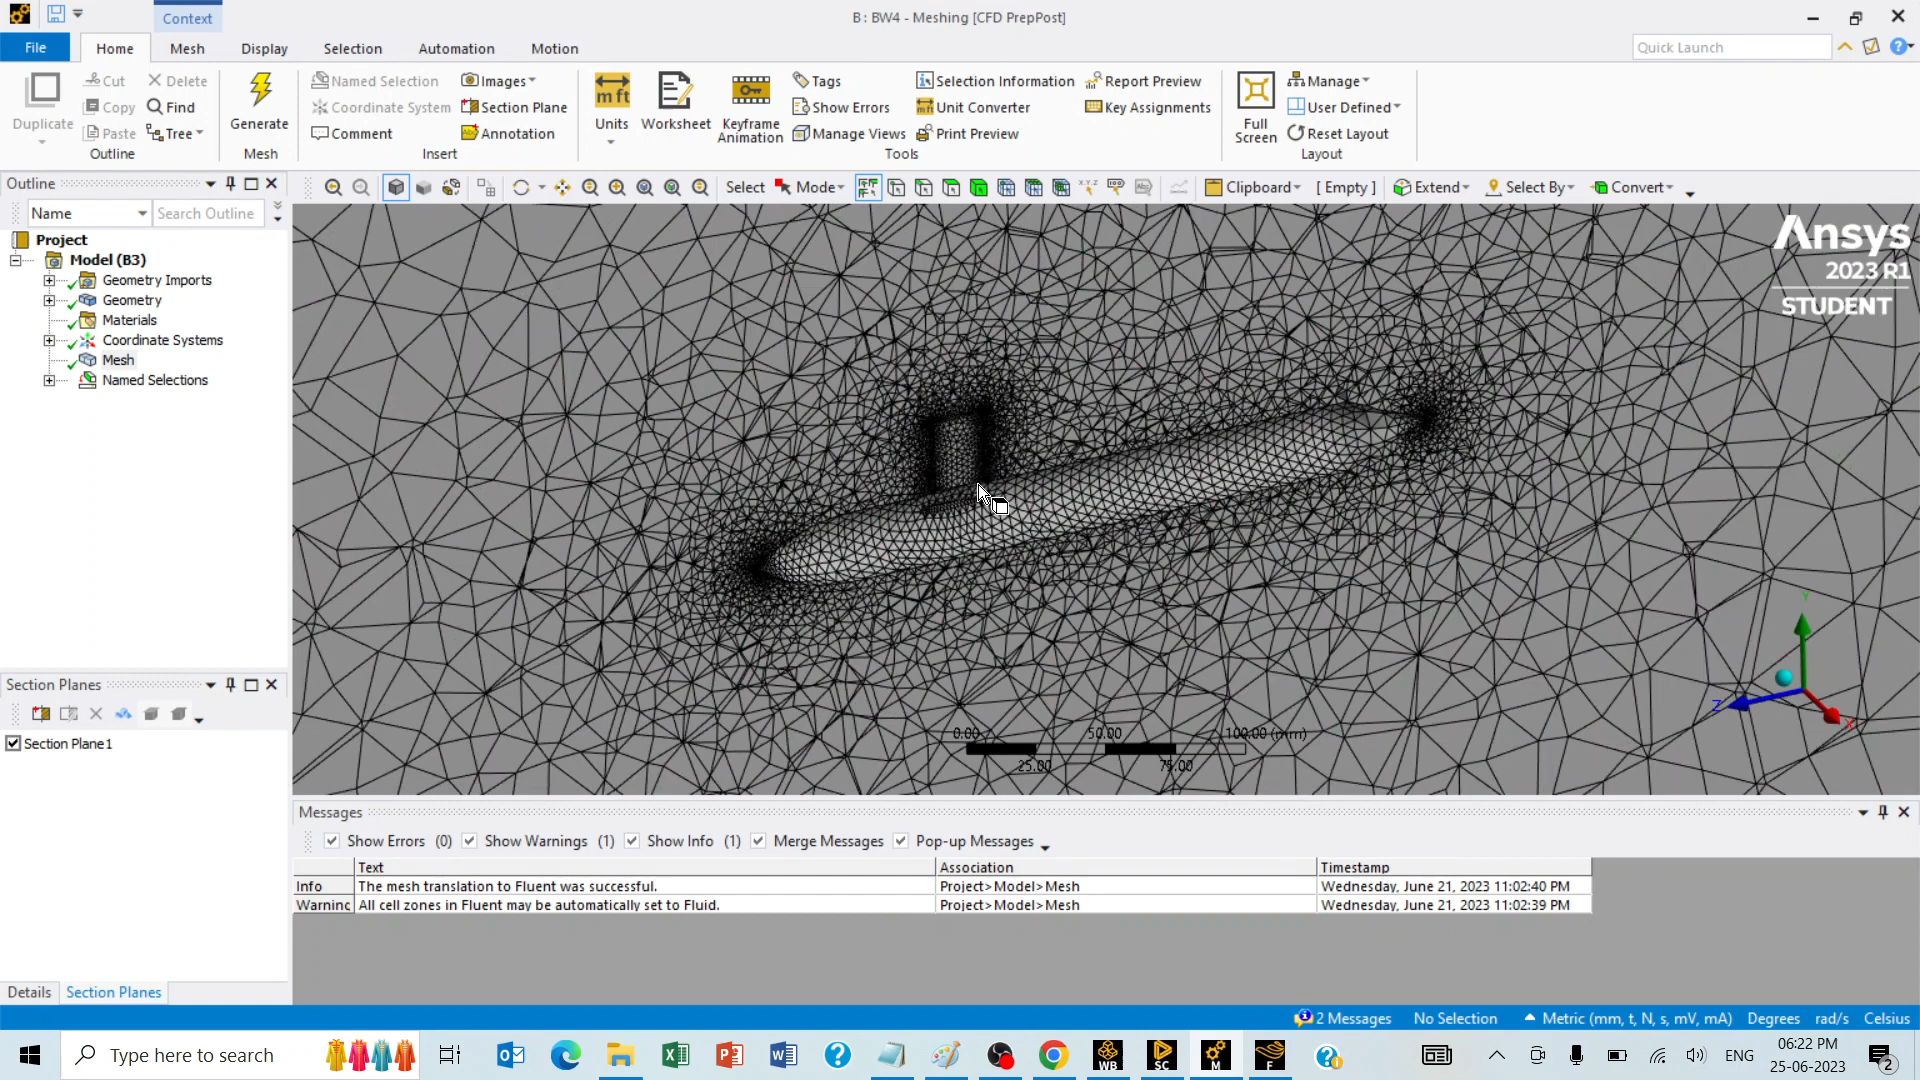 Context
B : BW4 - Meshing [CFD PrepPost]
File
Home
Mesh
Display
Selection
Automation
Motion
Quick Launch
Duplicate
Cut
Copy
Paste
Delete
Find
Tree
Outline
Generate
Mesh
Named Selection
Coordinate System
Comment
Images
Section Plane
Annotation
Insert
m ft
Units
Worksheet
Keyframe
Animation
Tags
Show Errors
Manage Views
Selection Information
Unit Converter
Print Preview
Report Preview
Key Assignments
Tools
Full
Screen
Manage
User Defined
Reset Layout
Layout
Outline
Name
Search Outline
Select
Mode
Clipboard
[ Empty ]
Extend
Select By
Convert
Project
Model (B3)
Geometry Imports
Geometry
Materials
Coordinate Systems
Mesh
Named Selections
Ansys
2023 R1
STUDENT
Y
Z
X
0.00
50.00
100.00 (mm)
25.00
75.00
Section Planes
Section Plane1
Details
Section Planes
Messages
Show Errors (0)
Show Warnings (1)
Show Info (1)
Merge Messages
Pop-up Messages
Text
Association
Timestamp
Info
The mesh translation to Fluent was successful.
Project>Model>Mesh
Wednesday, June 21, 2023 11:02:40 PM
Warning
All cell zones in Fluent may be automatically set to Fluid.
Project>Model>Mesh
Wednesday, June 21, 2023 11:02:39 PM
2 Messages
No Selection
Metric (mm, t, N, s, mV, mA)
Degrees
rad/s
Celsius
Type here to search
WB
SC
M
F
ENG
06:22 PM
25-06-2023
2